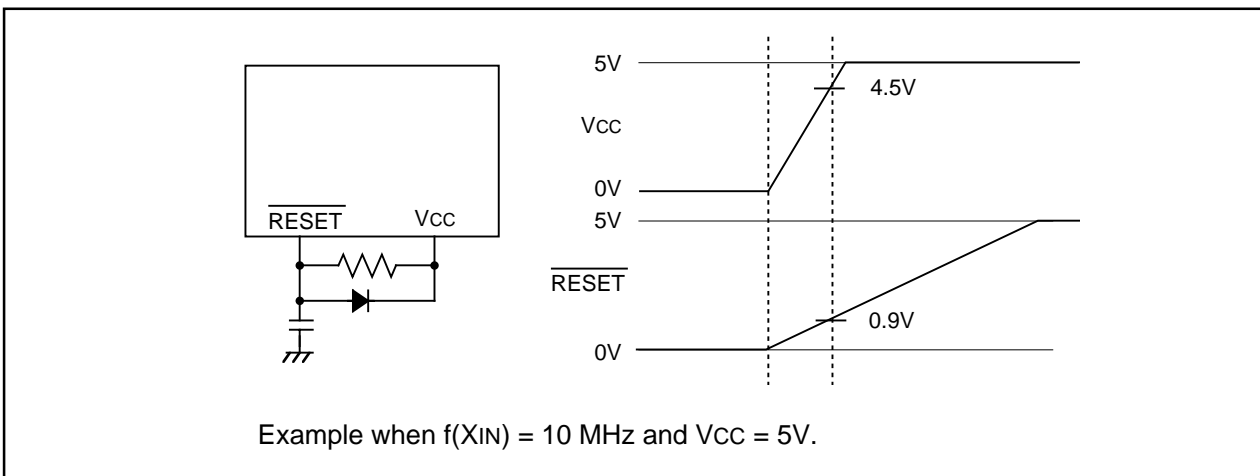 RESET
VCC
5V
4.5V
VCC
0V
5V
RESET
0.9V
0V
Example when f(XIN) = 10 MHz and VCC = 5V.